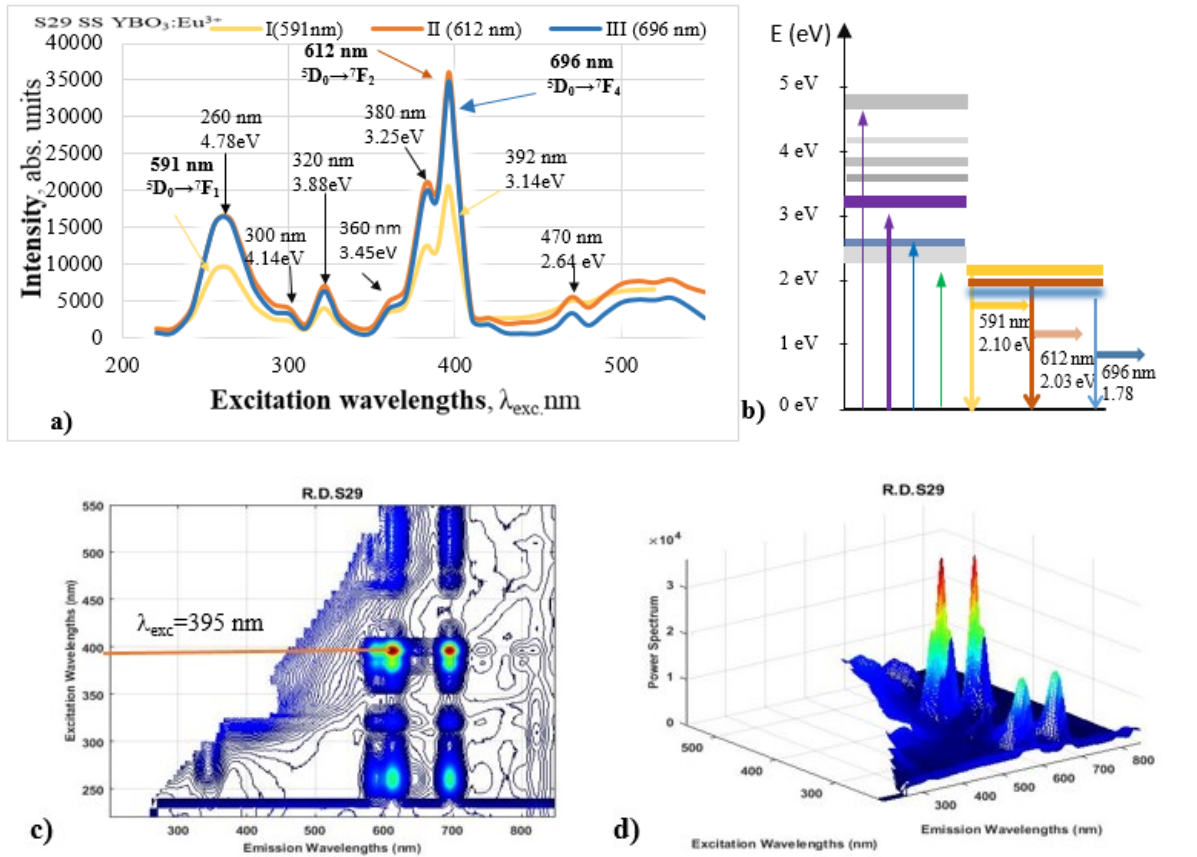 S29 SS YBO₃:Eu³⁺
I(591nm)
II (612 nm)
III (696 nm)
40000
35000
30000
25000
20000
15000
10000
5000
0
Intensity, abs. units
612 nm
⁵D₀→⁷F₂
696 nm
⁵D₀→⁷F₄
260 nm
4.78eV
380 nm
3.25eV
591 nm
⁵D₀→⁷F₁
320 nm
3.88eV
392 nm
3.14eV
300 nm
4.14eV
360 nm
3.45eV
470 nm
2.64 eV
200
300
400
500
Excitation wavelengths, λexc.nm
a)
E (eV)
5 eV
4 eV
3 eV
2 eV
1 eV
0 eV
591 nm
2.10 eV
612 nm
2.03 eV
696 nm
1.78
b)
R.D.S29
550
500
450
400
350
300
250
Excitation Wavelengths (nm)
λexc=395 nm
300
400
500
600
700
800
Emission Wavelengths (nm)
c)
R.D.S29
×10⁴
3
2
1
0
Power Spectrum
500
400
300
300
400
500
600
700
800
Emission Wavelengths (nm)
Excitation Wavelengths (nm)
d)